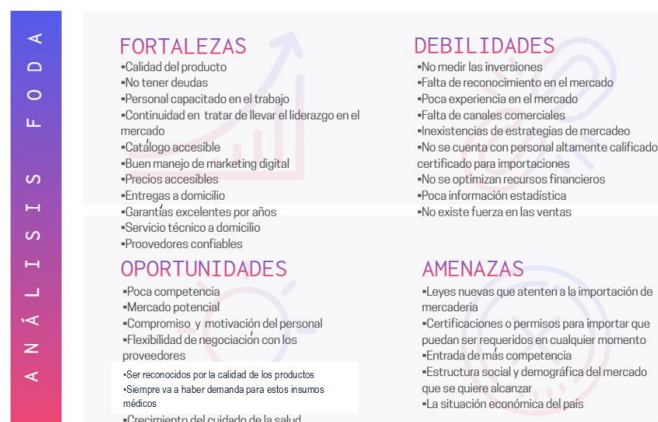 ANÁLISIS FODA
FORTALEZAS
▪Calidad del producto
▪No tener deudas
▪Personal capacitado en el trabajo
▪Continuidad en tratar de llevar el liderazgo en el
mercado
▪Catálogo accesible
▪Buen manejo de marketing digital
▪Precios accesibles
▪Entregas a domicilio
▪Garantías excelentes por años
▪Servicio técnico a domicilio
▪Proovedores confiables
DEBILIDADES
▪No medir las inversiones
▪Falta de reconocimiento en el mercado
▪Poca experiencia en el mercado
▪Falta de canales comerciales
▪Inexistencias de estrategias de mercadeo
▪No se cuenta con personal altamente calificado
certificado para importaciones
▪No se optimizan recursos financieros
▪Poca información estadística
▪No existe fuerza en las ventas
OPORTUNIDADES
▪Poca competencia
▪Mercado potencial
▪Compromiso y motivación del personal
▪Flexibilidad de negociación con los
proveedores
•Ser reconocidos por la calidad de los productos
•Siempre va a haber demanda para estos insumos
médicos
▪Crecimiento del cuidado de la salud
AMENAZAS
▪Leyes nuevas que atenten a la importación de
mercaderia
▪Certificaciones o permisos para importar que
puedan ser requeridos en cualquier momento
▪Entrada de más competencia
▪Estructura social y demográfica del mercado
que se quiere alcanzar
▪La situación económica del país